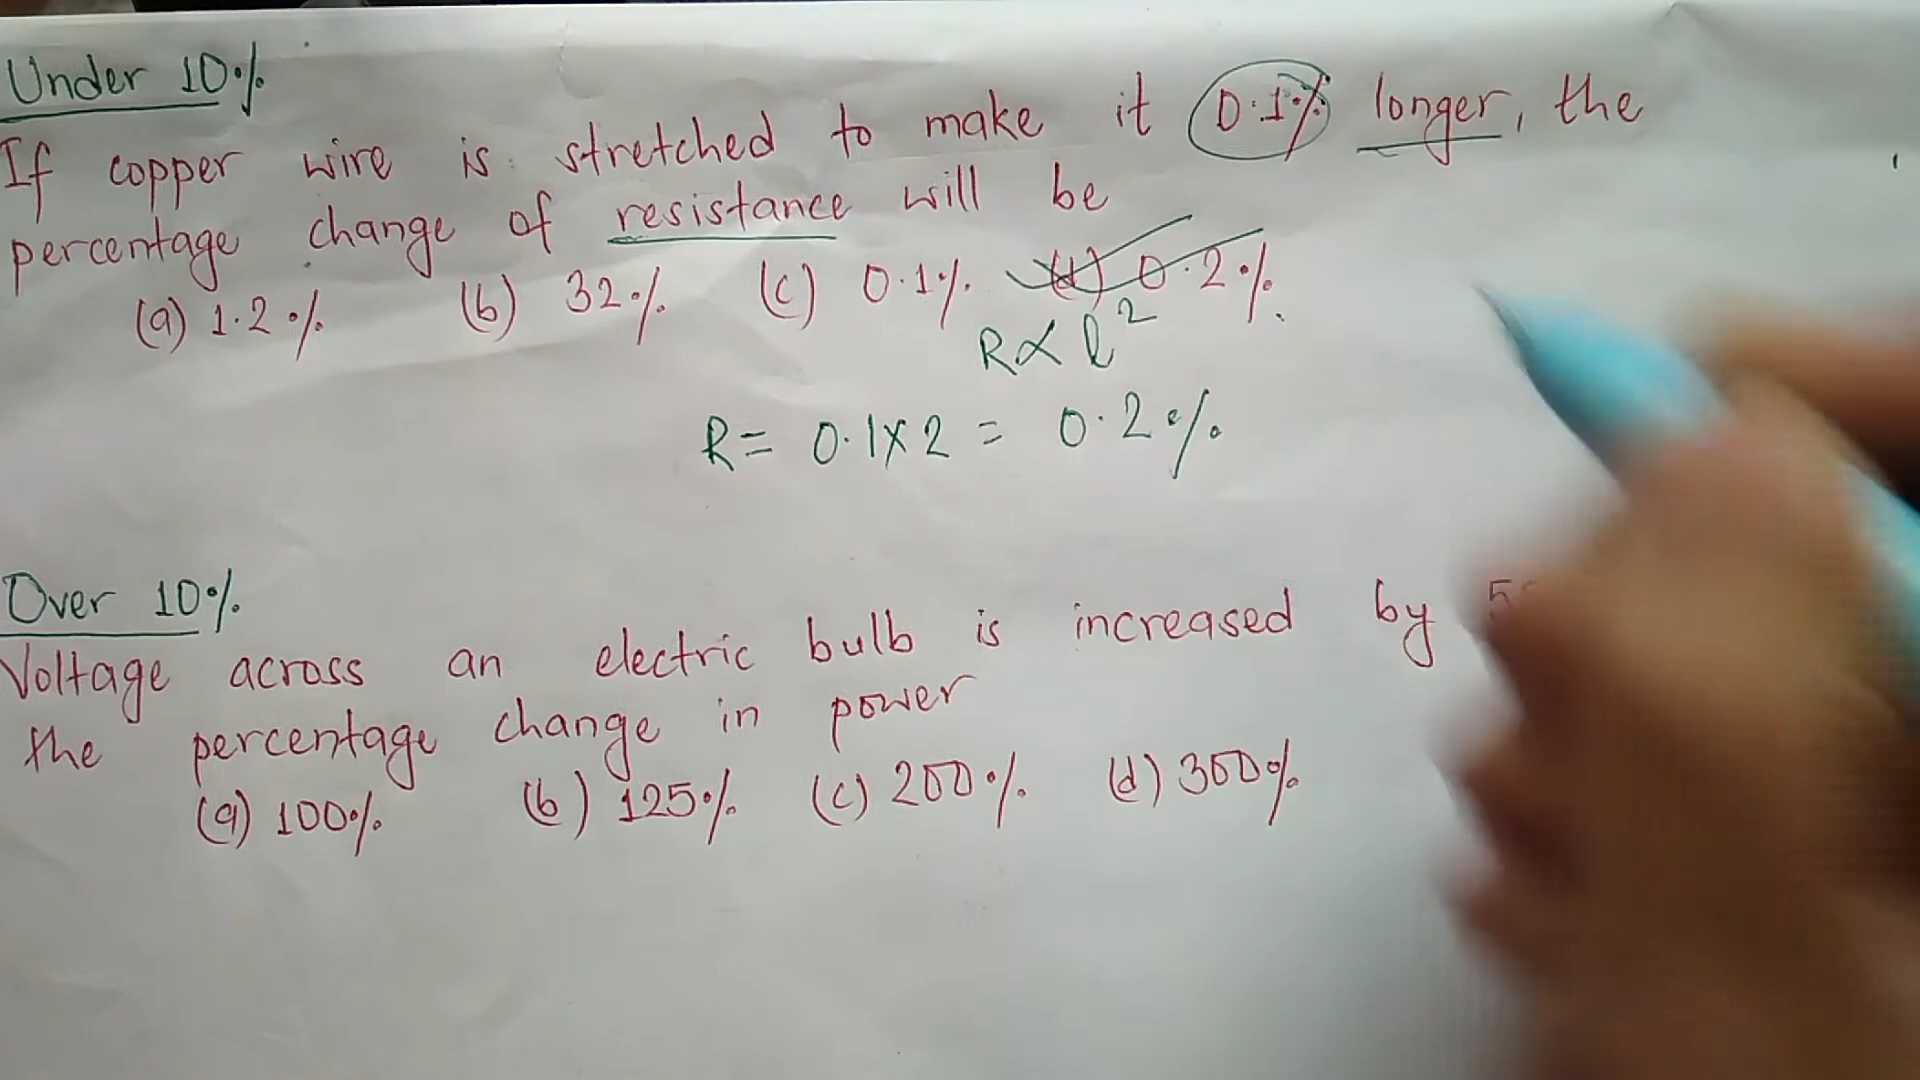 Under 10%
If copper wire is stretched to make it 0.1% longer, the
percentage change of resistance will be
(a) 1.2% (b) 32% (c) 0.1% (d) 0.2%
R∝l²
R = 0.1×2 = 0.2%
Over 10%
Voltage across an electric bulb is increased by
the percentage change in power
(a) 100% (b) 125% (c) 200% (d) 300%